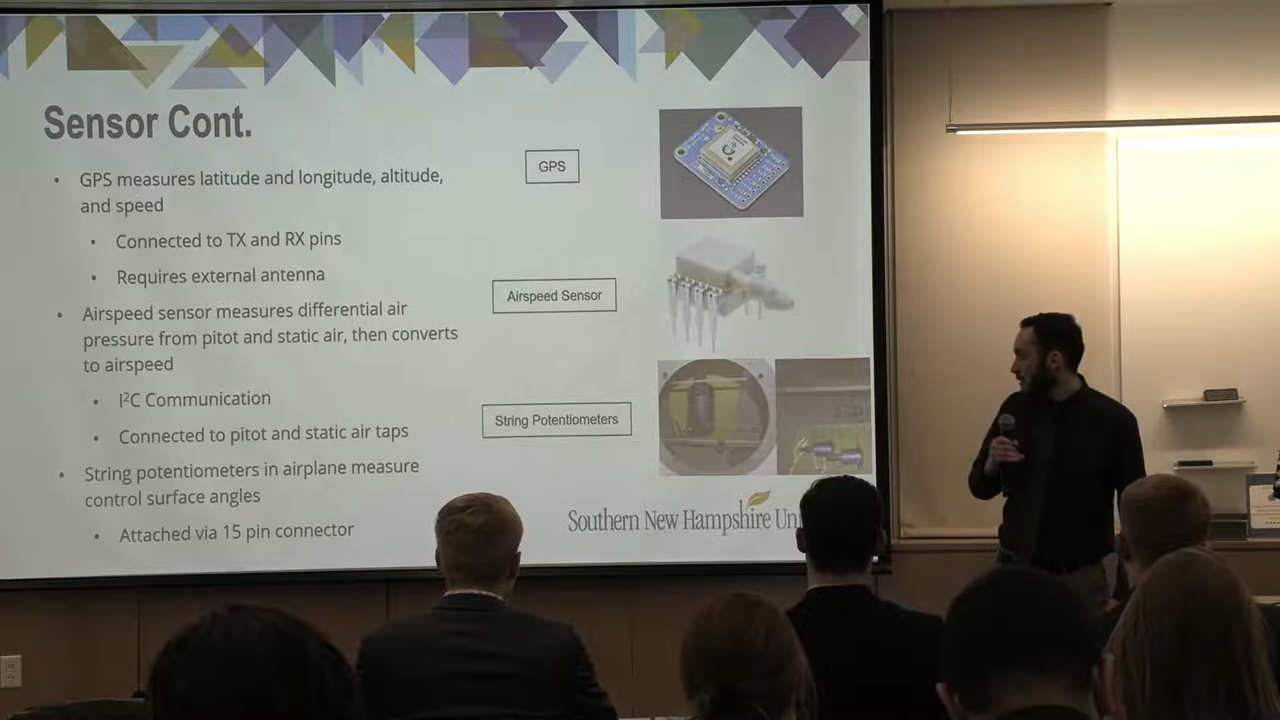 Sensor Cont.
GPS measures latitude and longitude, altitude,
and speed
Connected to TX and RX pins
Requires external antenna
Airspeed sensor measures differential air
pressure from pitot and static air, then converts
to airspeed
I²C Communication
Connected to pitot and static air taps
String potentiometers in airplane measure
control surface angles
Attached via 15 pin connector
GPS
Airspeed Sensor
String Potentiometers
Southern New Hampshire Un